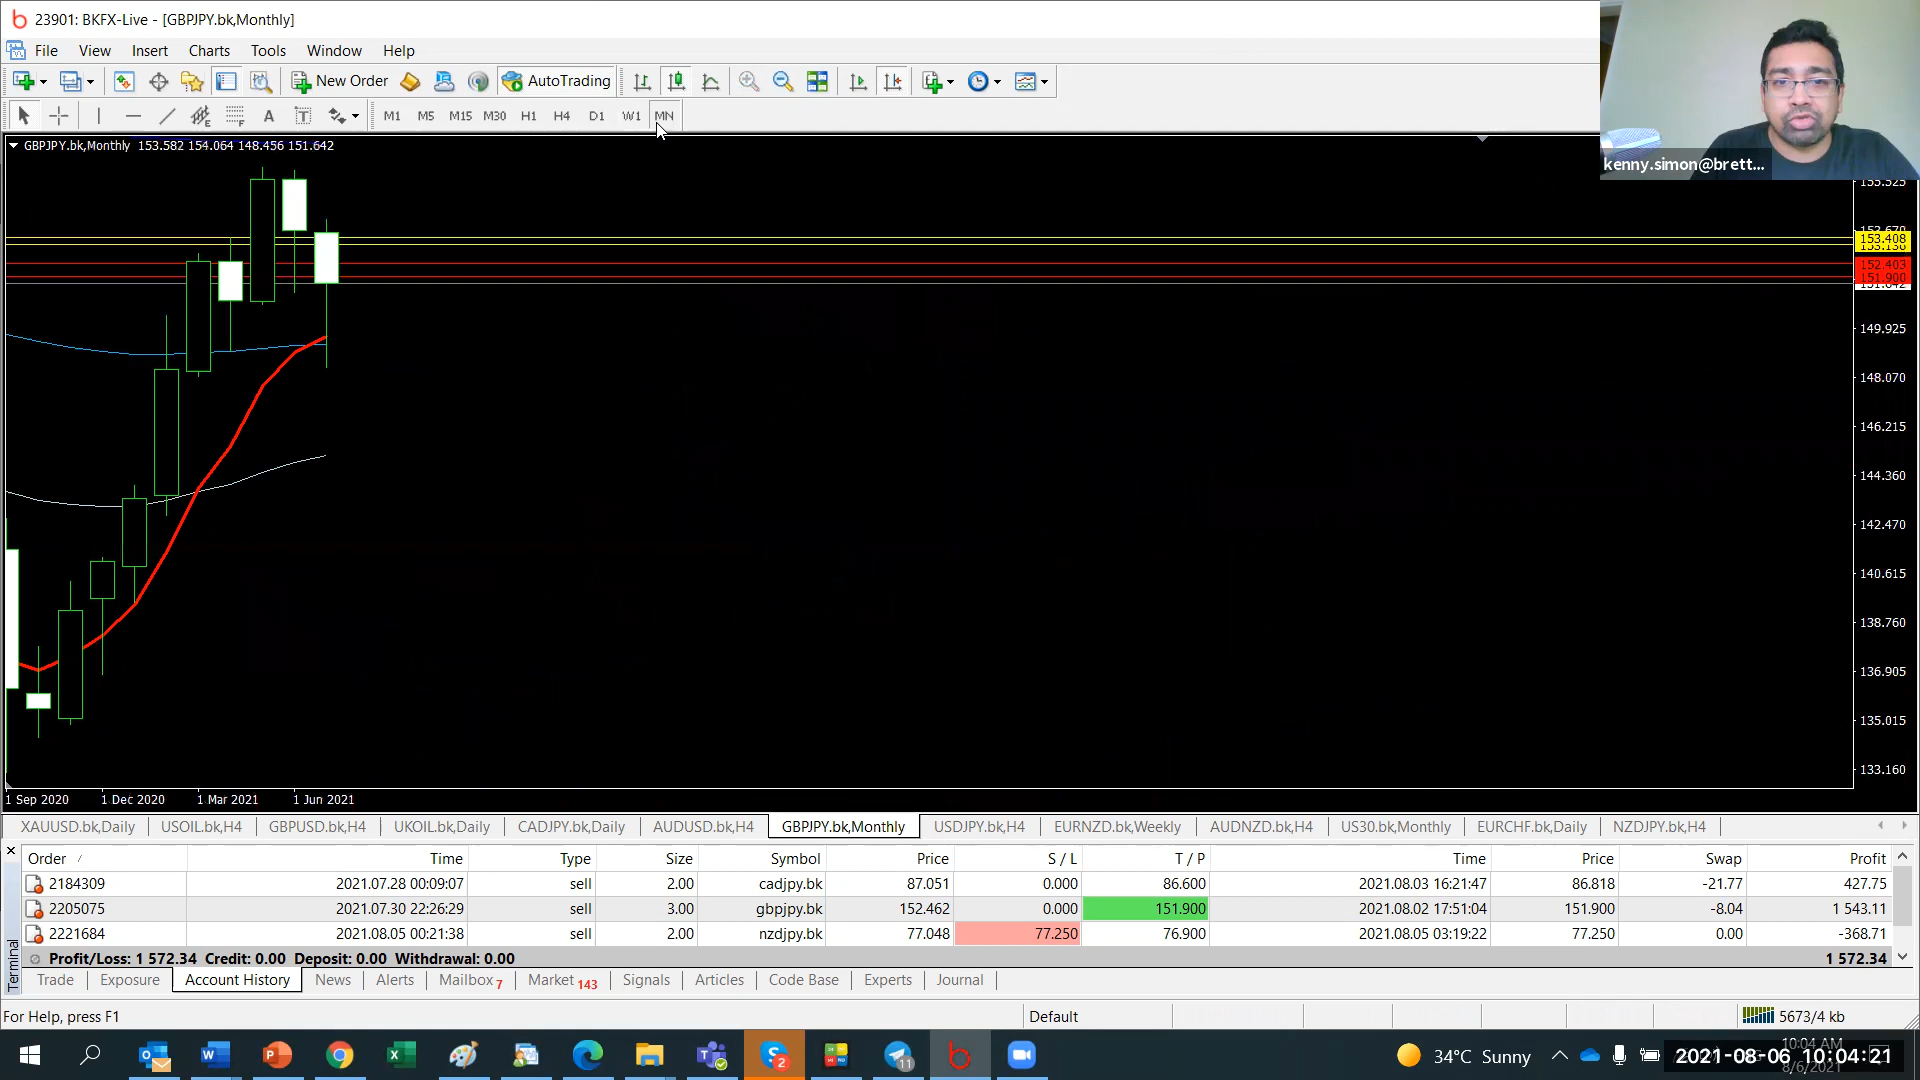 23901: BKFX-Live - [GBPJPY.bk,Monthly]
File View Insert Charts Tools Window Help
New Order AutoTrading
A T M1 M5 M15 M30 H1 H4 D1 W1 MN
GBPJPY.bk,Monthly 153.582 154.064 148.456 151.642
kenny.simon@brett...
155.525
153.408
152.403
151.900
149.925
148.070
146.215
144.360
142.470
140.615
138.760
136.905
135.015
133.160
1 Sep 2020 1 Dec 2020 1 Mar 2021 1 Jun 2021
XAUUSD.bk,Daily USOIL.bk,H4 GBPUSD.bk,H4 UKOIL.bk,Daily CADJPY.bk,Daily AUDUSD.bk,H4 GBPJPY.bk,Monthly USDJPY.bk,H4 EURNZD.bk,Weekly AUDNZD.bk,H4 US30.bk,Monthly EURCHF.bk,Daily NZDJPY.bk,H4
Order / Time Type Size Symbol Price S / L T / P Time Price Swap Profit
2184309 2021.07.28 00:09:07 sell 2.00 cadjpy.bk 87.051 0.000 86.600 2021.08.03 16:21:47 86.818 -21.77 427.75
2205075 2021.07.30 22:26:29 sell 3.00 gbpjpy.bk 152.462 0.000 151.900 2021.08.02 17:51:04 151.900 -8.04 1 543.11
2221684 2021.08.05 00:21:38 sell 2.00 nzdjpy.bk 77.048 77.250 76.900 2021.08.05 03:19:22 77.250 0.00 -368.71
Profit/Loss: 1 572.34 Credit: 0.00 Deposit: 0.00 Withdrawal: 0.00 1 572.34
Terminal
Trade Exposure Account History News Alerts Mailbox 7 Market 143 Signals Articles Code Base Experts Journal
For Help, press F1 Default 5673/4 kb
34°C Sunny
2021-08-06 10:04:21